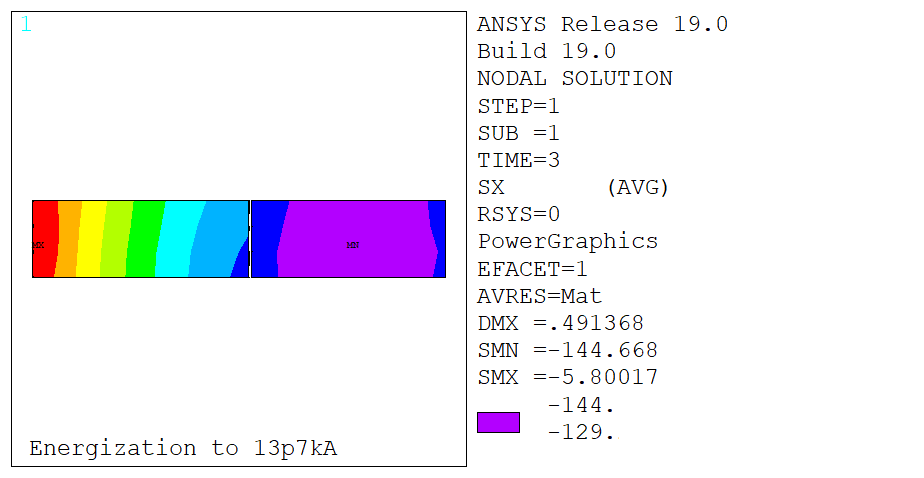 1
ANSYS Release 19.0
Build 19.0
NODAL SOLUTION
STEP=1
SUB =1
TIME=3
SX (AVG)
RSYS=0
PowerGraphics
EFACET=1
AVRES=Mat
DMX =.491368
SMN =-144.668
SMX =-5.80017
-144.
-129.
MX
MN
Energization to 13p7kA